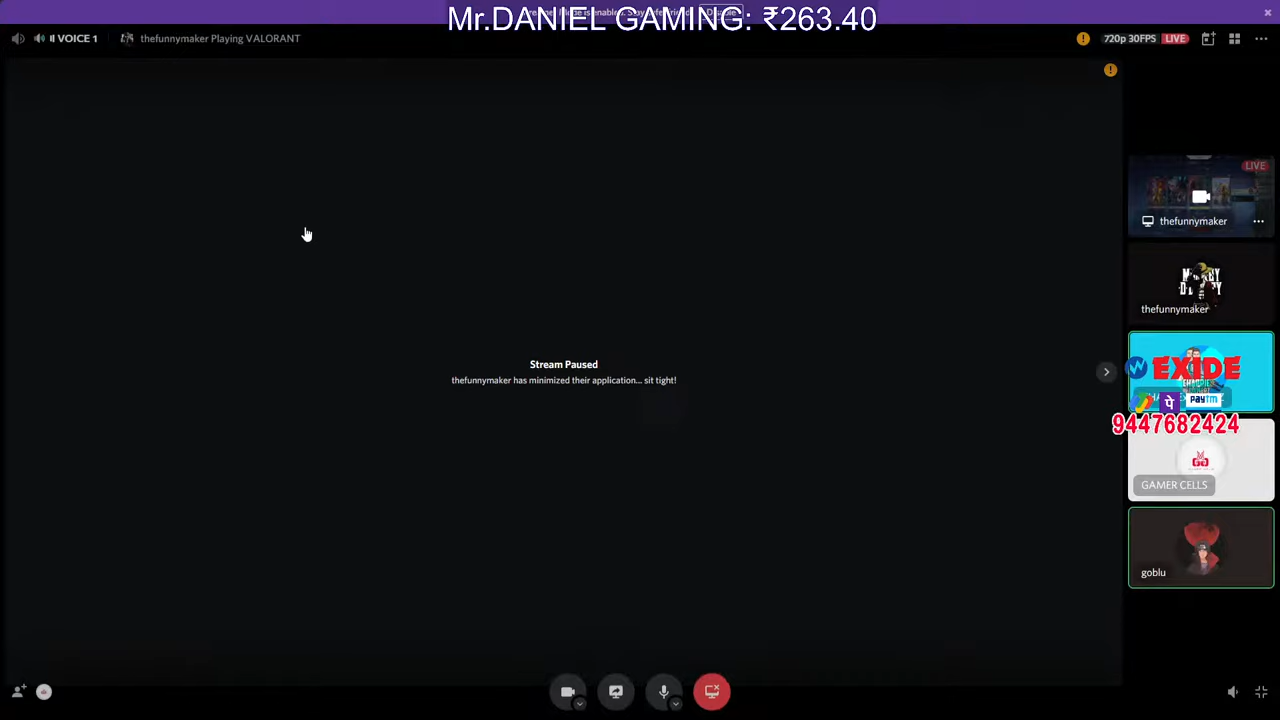 Mr.DANIEL GAMING: ₹263.40
VOICE 1
thefunnymaker Playing VALORANT
720p 30FPS
LIVE
LIVE
thefunnymaker
thefunnymaker
Stream Paused
thefunnymaker has minimized their application... sit tight!
EXIDE
पे
paytm
9447682424
GAMER CELLS
goblu